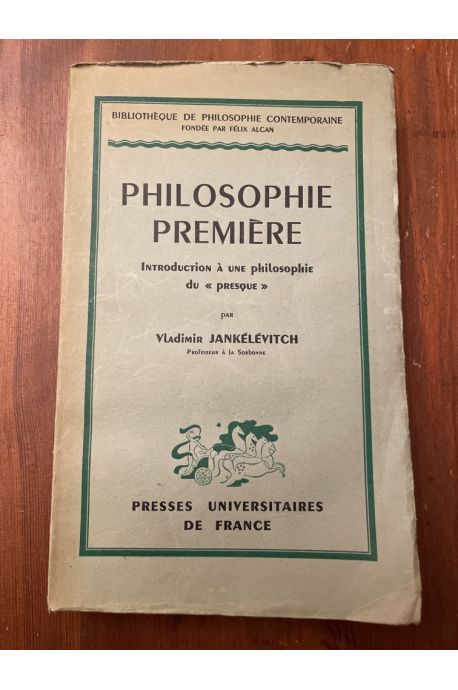 BIBLIOTHÈQUE DE PHILOSOPHIE CONTEMPORAINE
FONDÉE PAR FÉLIX ALCAN
PHILOSOPHIE
PREMIÈRE
INTRODUCTION À UNE philosophie
du « PRESQUE »
PAR
Vladimir JANKÉLÉVITCH
Professeur à la Sorbonne
PRESSES UNIVERSITAIRES
DE FRANCE